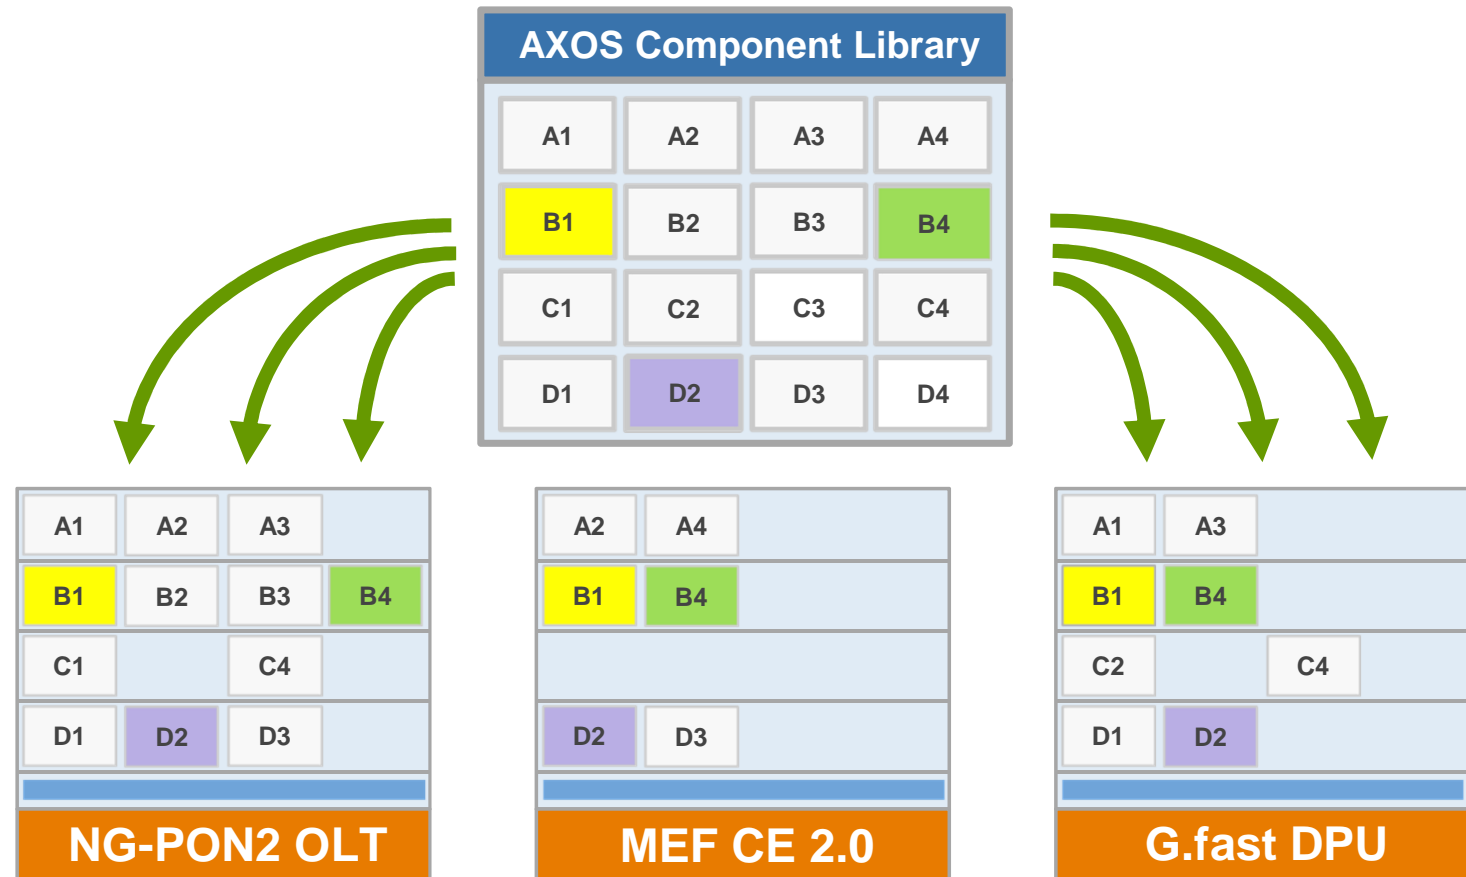 AXOS Component Library
A1 A2 A3 A4
B1 B2 B3 B4
C1 C2 C3 C4
D1 D2 D3 D4
A1 A2 A3
B1 B2 B3 B4
C1 C4
D1 D2 D3
NG-PON2 OLT
A2 A4
B1 B4
D2 D3
MEF CE 2.0
A1 A3
B1 B4
C2 C4
D1 D2
G.fast DPU